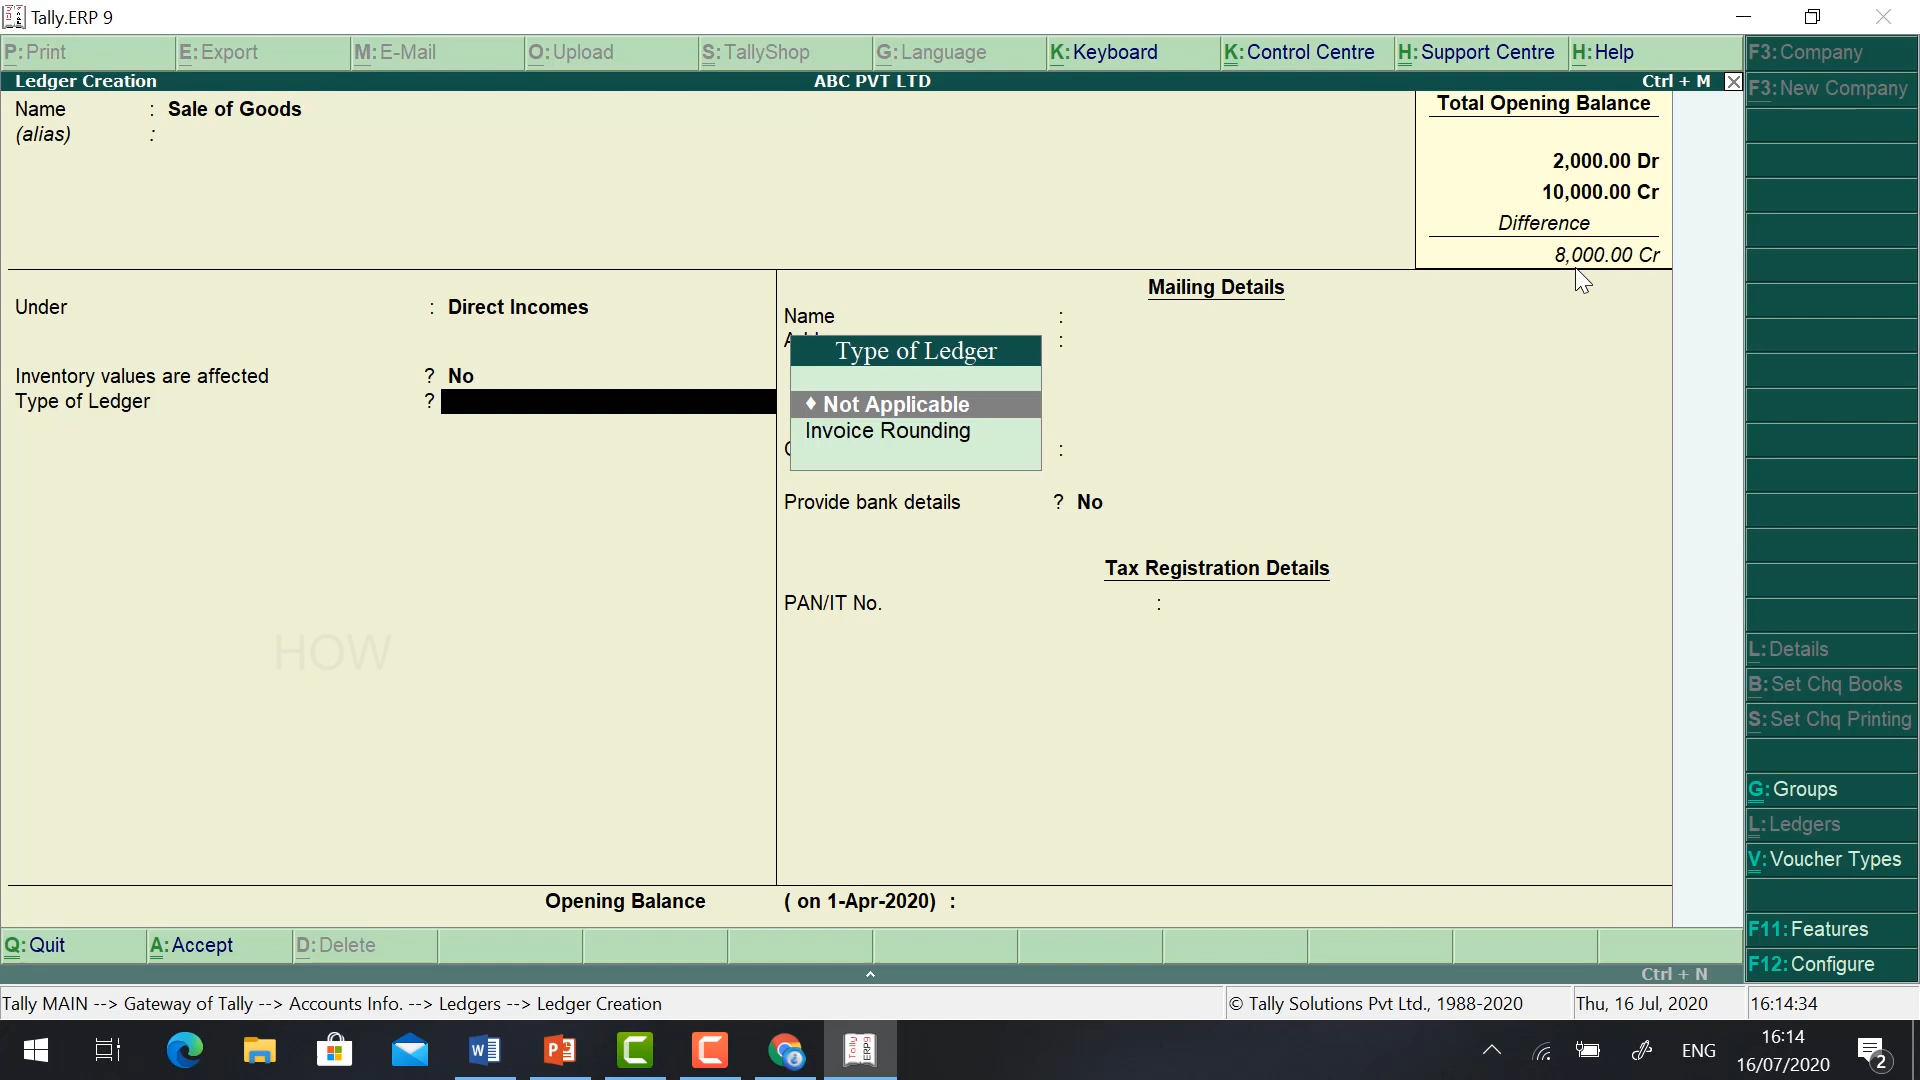 Tally.ERP 9
P: Print E: Export M: E-Mail O: Upload S: TallyShop G: Language K: Keyboard K: Control Centre H: Support Centre H: Help
F3: Company
Ledger Creation ABC PVT LTD Ctrl + M
F3: New Company
Name : Sale of Goods
(alias) :
Total Opening Balance
2,000.00 Dr
10,000.00 Cr
Difference
8,000.00 Cr
Under : Direct Incomes
Inventory values are affected ? No
Type of Ledger ?
Mailing Details
Name :
:
Type of Ledger
♦ Not Applicable
Invoice Rounding
:
Provide bank details ? No
Tax Registration Details
PAN/IT No. :
HOW
L: Details
B: Set Chq Books
S: Set Chq Printing
G: Groups
L: Ledgers
V: Voucher Types
F11: Features
F12: Configure
Opening Balance ( on 1-Apr-2020) :
Q: Quit A: Accept D: Delete
Ctrl + N
Tally MAIN --> Gateway of Tally --> Accounts Info. --> Ledgers --> Ledger Creation © Tally Solutions Pvt Ltd., 1988-2020 Thu, 16 Jul, 2020 16:14:34
ENG 16:14
16/07/2020
2